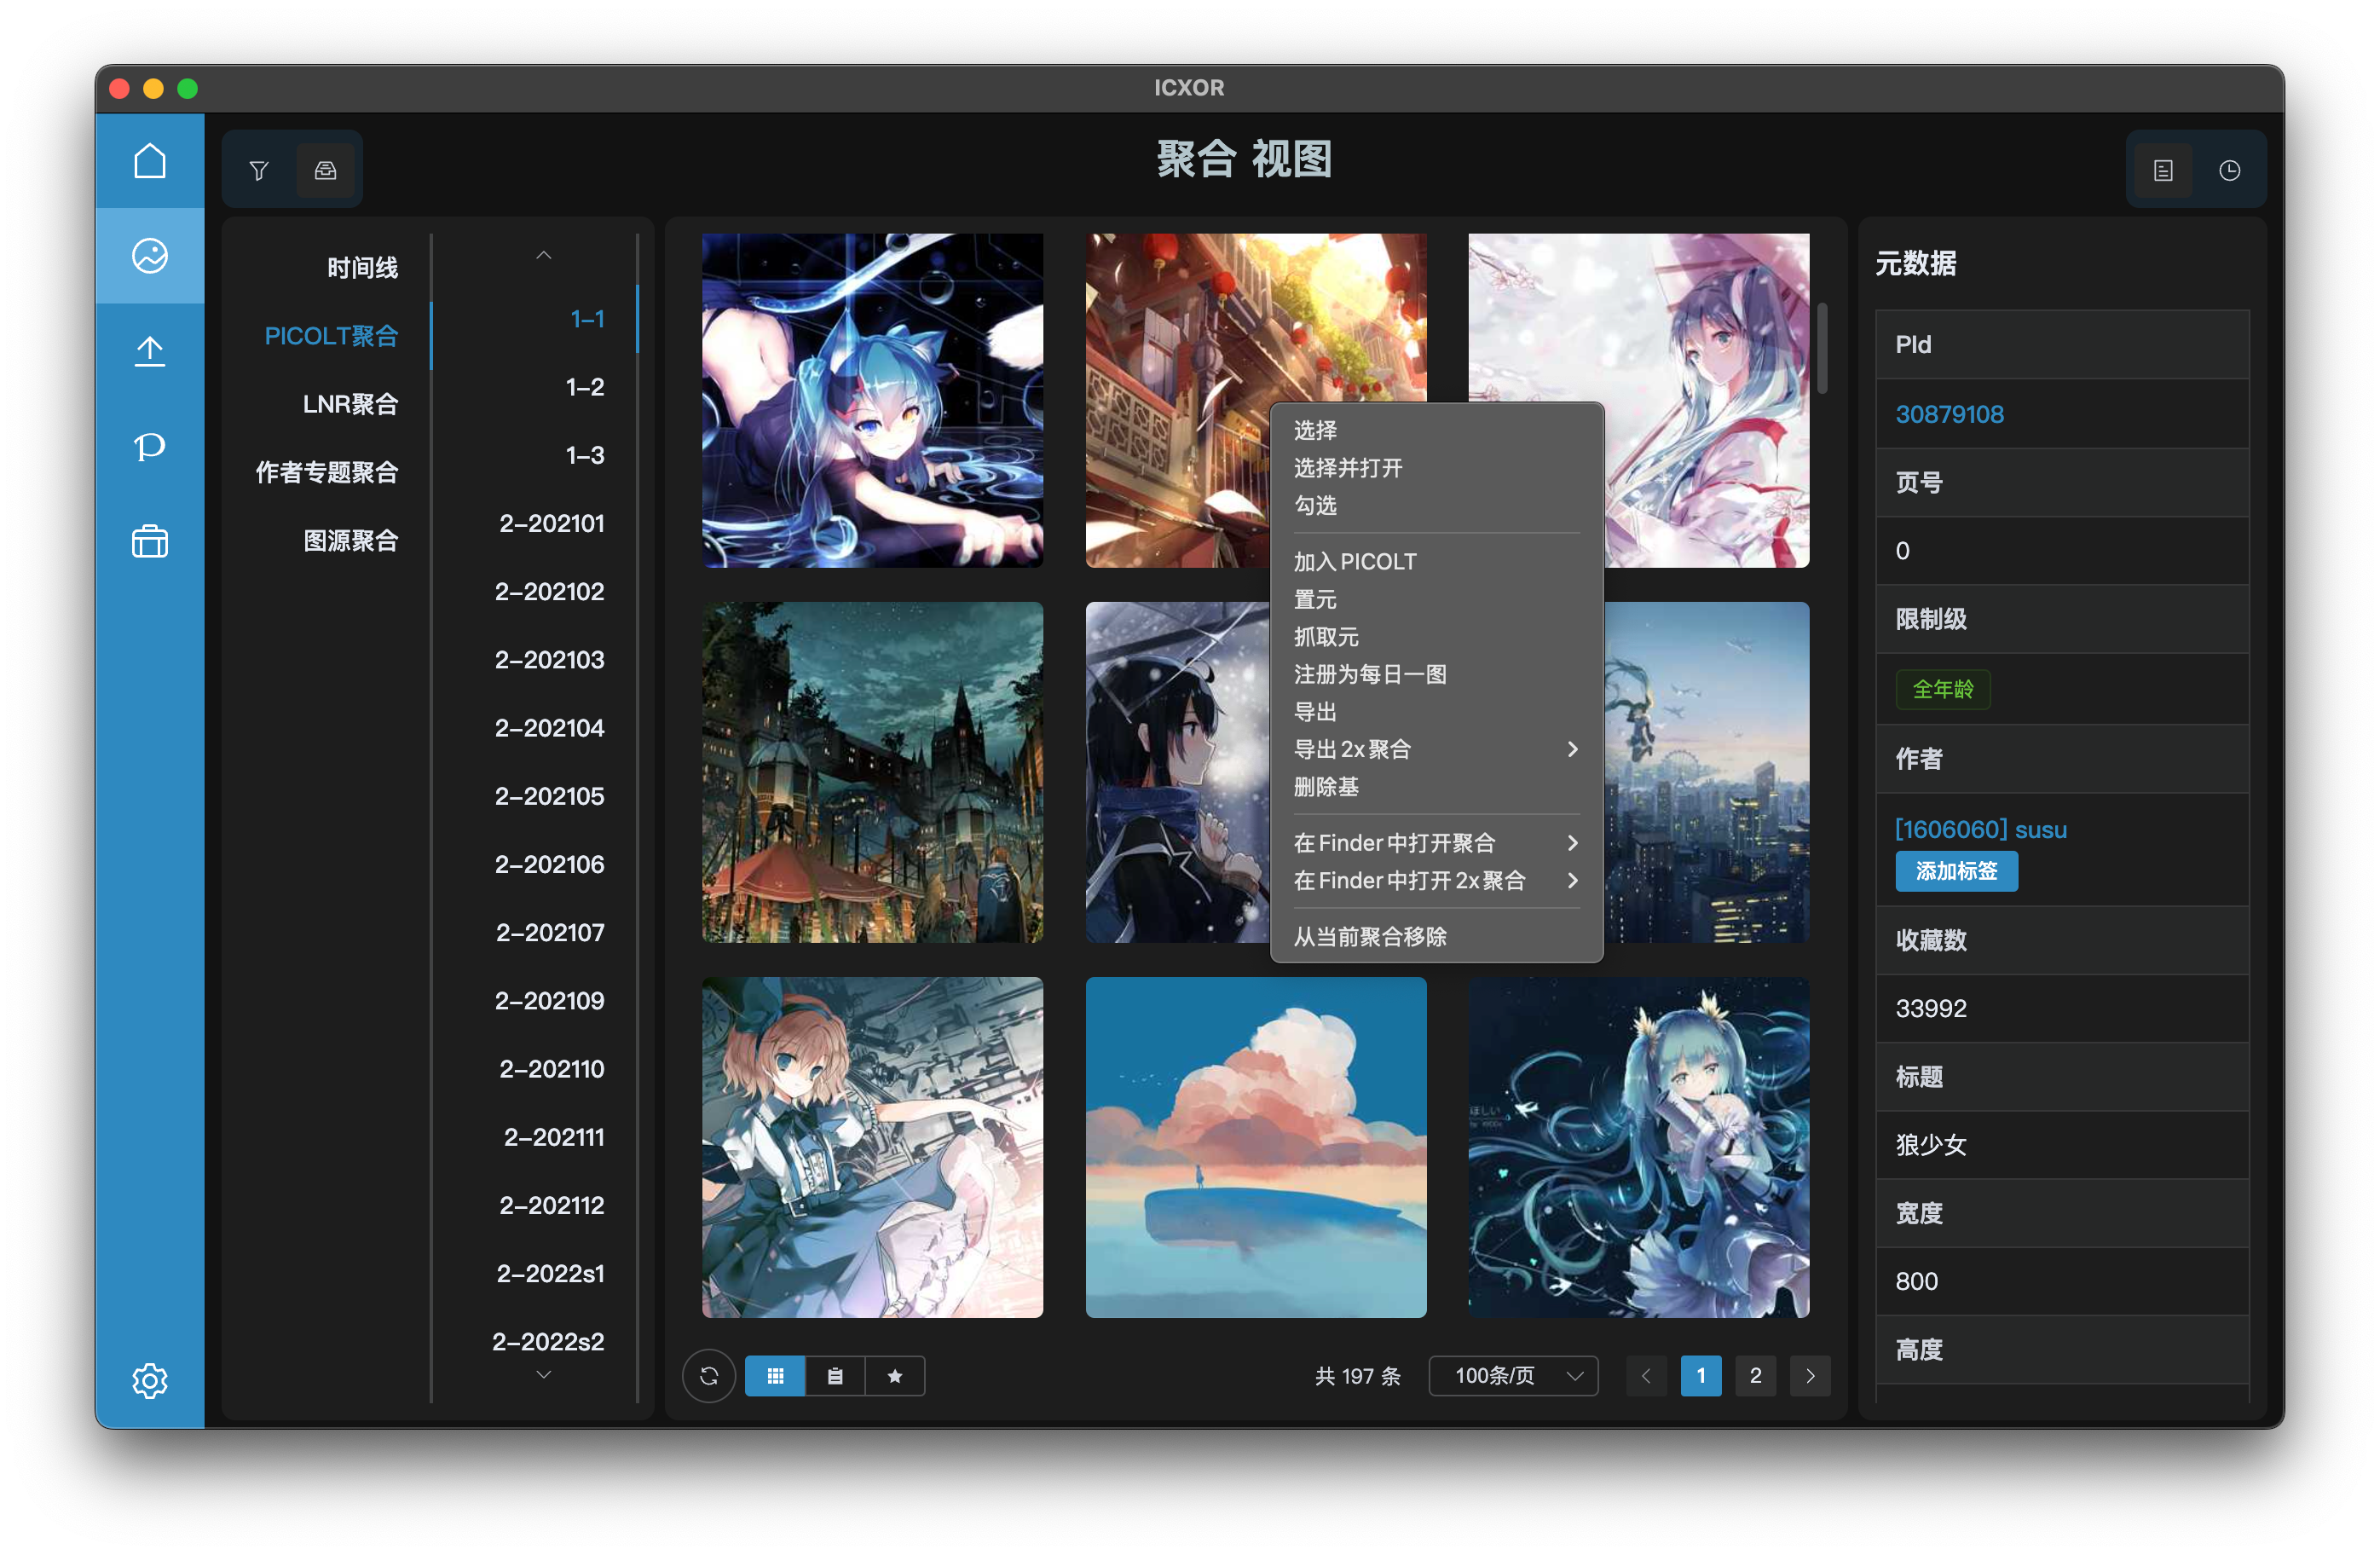 ICXOR
聚合 视图
时间线
PICOLT聚合
LNR聚合
作者专题聚合
图源聚合
1-1
1-2
1-3
2-202101
2-202102
2-202103
2-202104
2-202105
2-202106
2-202107
2-202109
2-202110
2-202111
2-202112
2-2022s1
2-2022s2
选择
选择并打开
勾选
加入 PICOLT
置元
抓取元
注册为每日一图
导出
导出 2x 聚合
删除基
在 Finder 中打开聚合
在 Finder 中打开 2x 聚合
从当前聚合移除
ほしい
共 197 条
100条/页
1
2
元数据
PId
30879108
页号
0
限制级
全年龄
作者
[1606060] susu
添加标签
收藏数
33992
标题
狼少女
宽度
800
高度